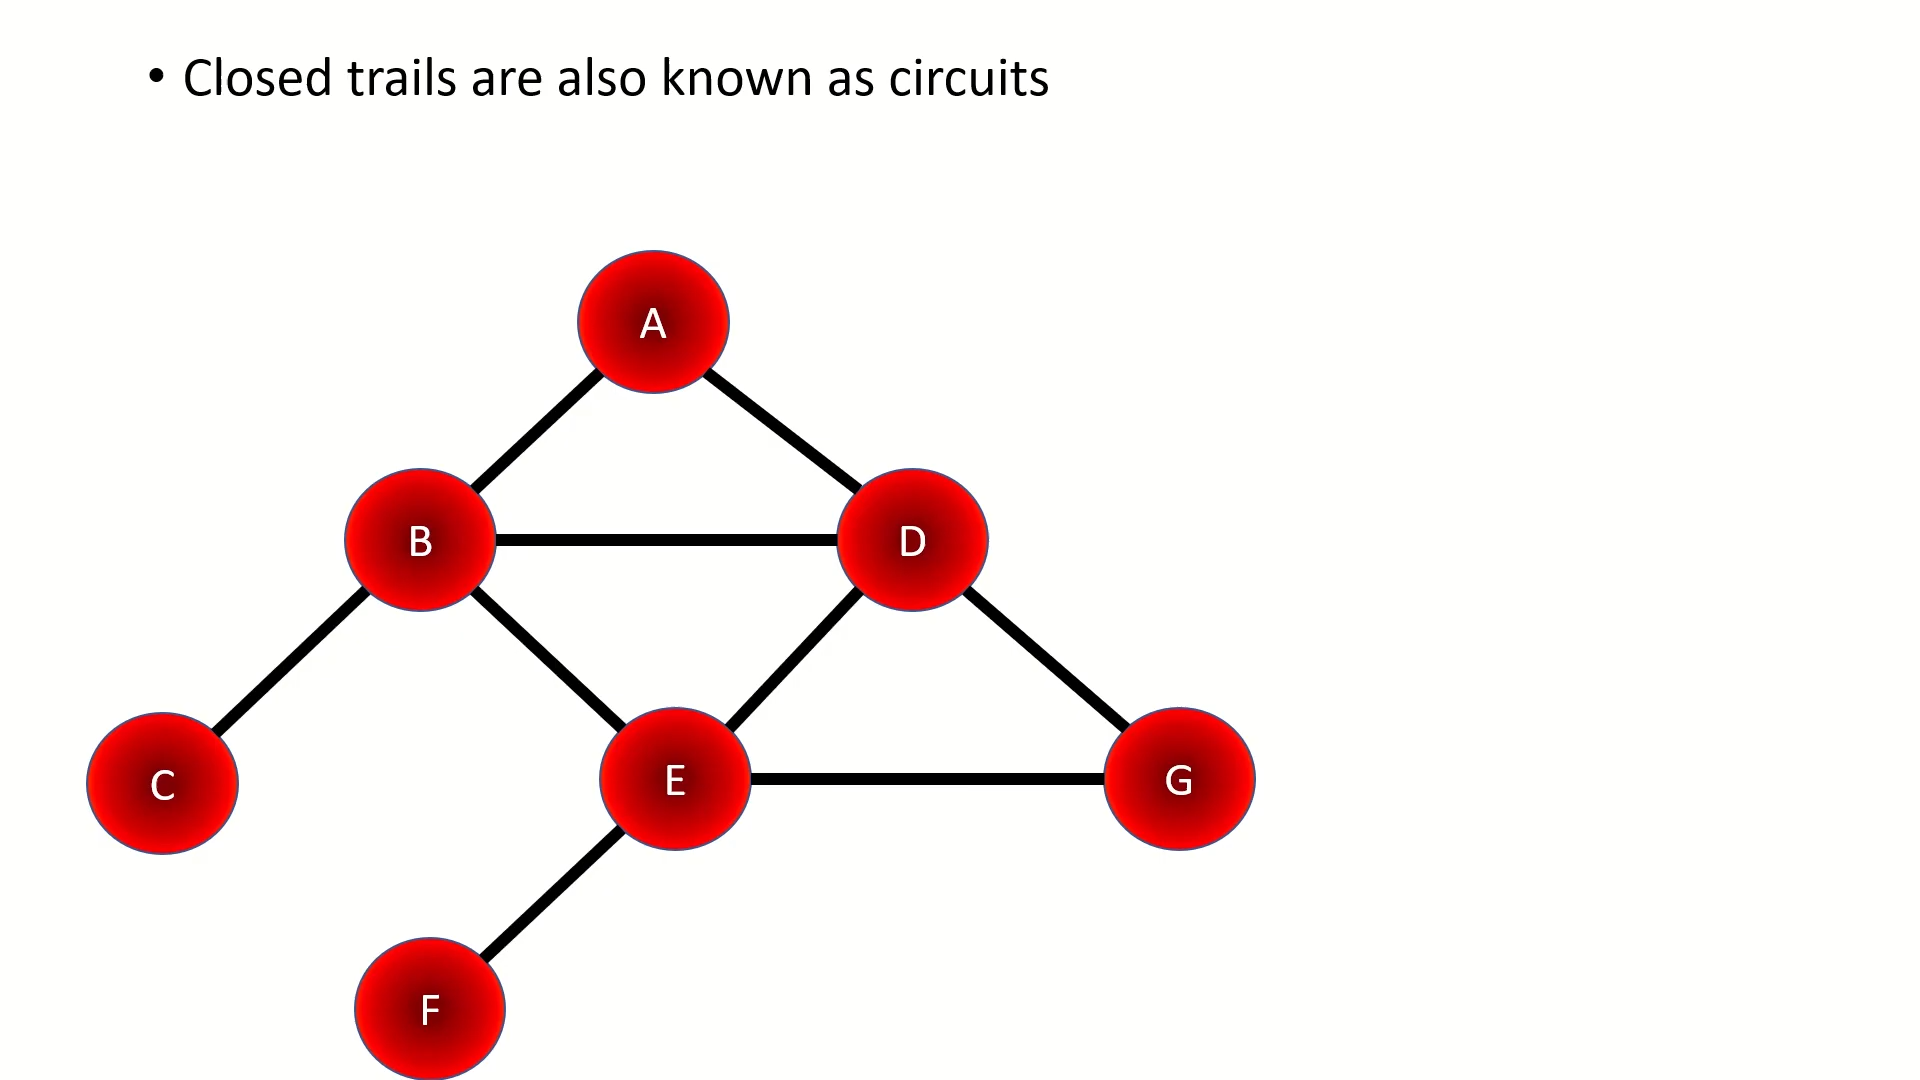 • Closed trails are also known as circuits
A
B
D
C
E
G
F